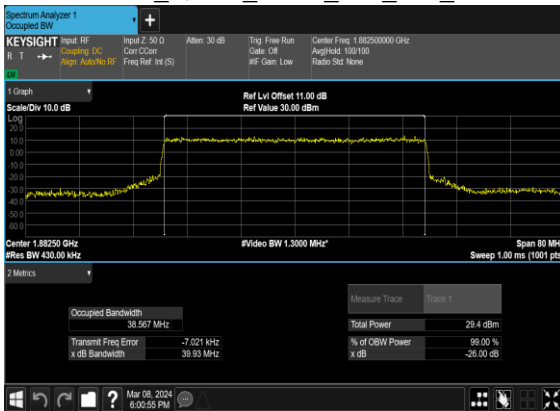 Spectrum Analyzer 1
Occupied BW
KEYSIGHT Input: RF Input Z: 50 Ω Atten: 30 dB Trig: Free Run Center Freq: 1.882500000 GHz
R T Coupling: DC Corr CCorr Gate: Off Avg|Hold: 100/100
Align: Auto/No RF Freq Ref: Int (S) #IF Gain: Low Radio Std: None
1 Graph
Scale/Div 10.0 dB Ref Lvl Offset 11.00 dB
Ref Value 30.00 dBm
Log
20.0
10.0
0.00
-10.0
-20.0
-30.0
-40.0
-50.0
-60.0
Center 1.88250 GHz #Video BW 1.3000 MHz* Span 80 MH
#Res BW 430.00 kHz Sweep 1.00 ms (1001 pts
2 Metrics
Measure Trace Trace 1
Occupied Bandwidth
38.567 MHz Total Power 29.4 dBm
Transmit Freq Error -7.021 kHz % of OBW Power 99.00 %
x dB Bandwidth 39.93 MHz x dB -26.00 dB
? Mar 08, 2024
6:00:55 PM